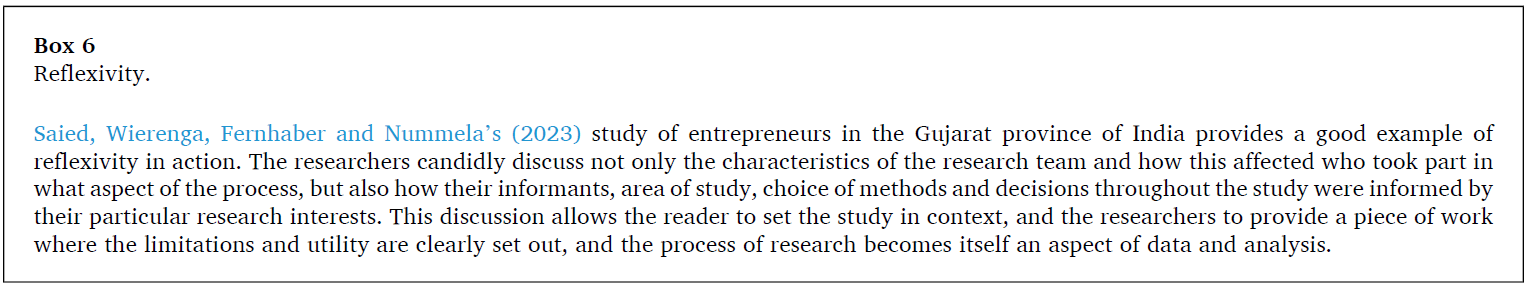 Box 6
Reflexivity.
Saied, Wierenga, Fernhaber and Nummela’s (2023) study of entrepreneurs in the Gujarat province of India provides a good example of
reflexivity in action. The researchers candidly discuss not only the characteristics of the research team and how this affected who took part in
what aspect of the process, but also how their informants, area of study, choice of methods and decisions throughout the study were informed by
their particular research interests. This discussion allows the reader to set the study in context, and the researchers to provide a piece of work
where the limitations and utility are clearly set out, and the process of research becomes itself an aspect of data and analysis.